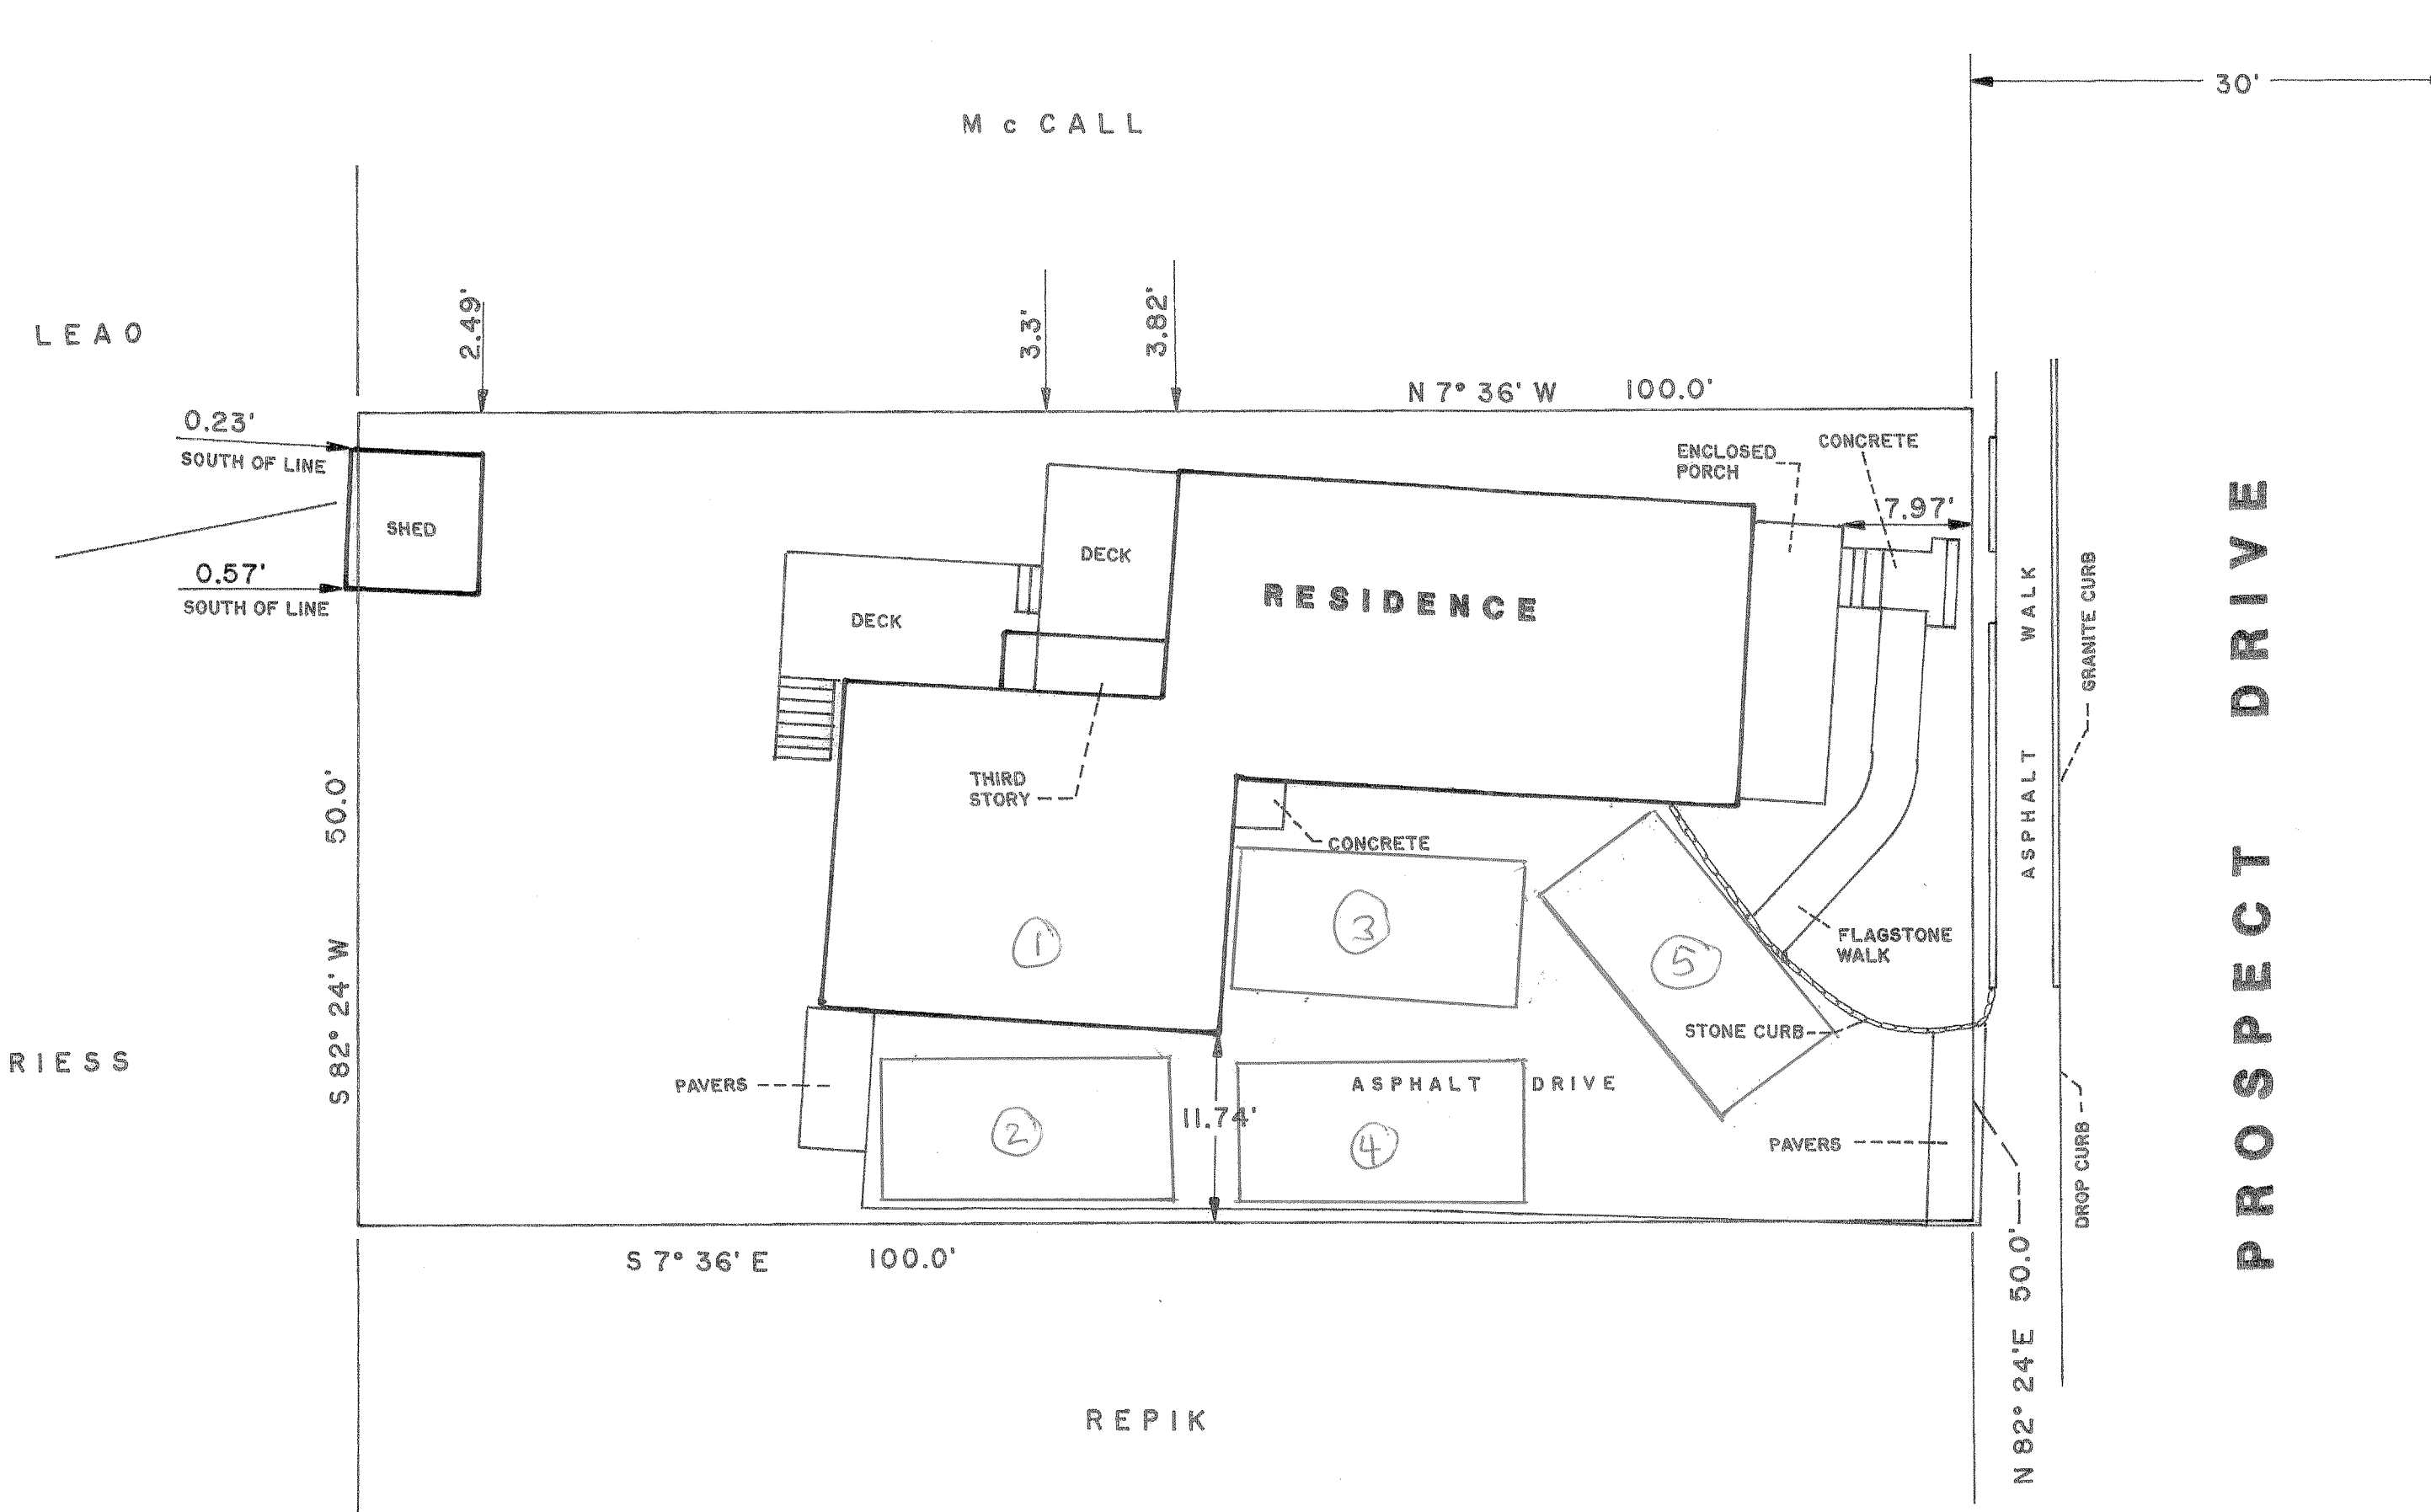 30'
McCALL
LEAO
2.49'
3.3'
3.82'
N 7° 36' W 100.0'
0.23'
SOUTH OF LINE
SHED
0.57'
SOUTH OF LINE
ENCLOSED
PORCH
CONCRETE
7.97'
DECK
DECK
RESIDENCE
THIRD
STORY
CONCRETE
ASPHALT WALK
GRANITE CURB
PROSPECT DRIVE
S 82° 24' W 50.0'
RIESS
1
3
5
FLAGSTONE
WALK
STONE CURB
PAVERS
2
11.74'
ASPHALT DRIVE
4
PAVERS
DROP CURB
N 82° 24'E 50.0'
S 7° 36' E 100.0'
REPIK